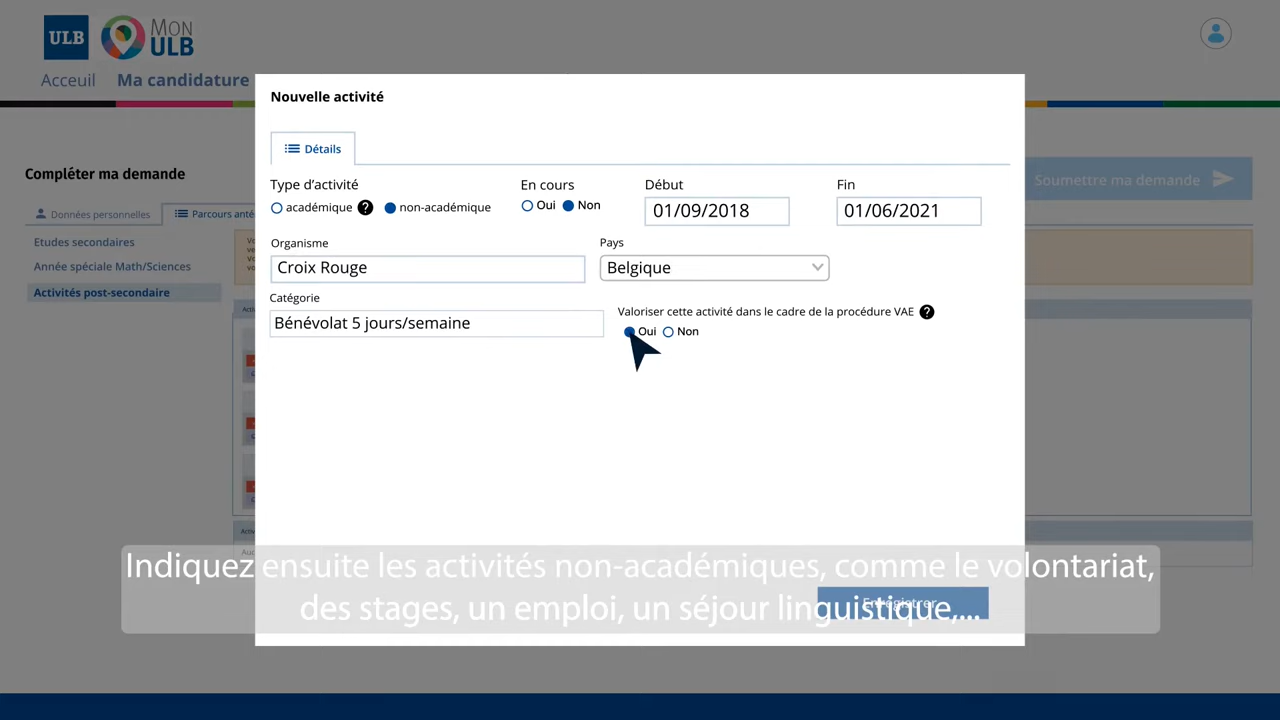 ULB
MON
ULB
Acceuil
Ma candidature
Nouvelle activité
Détails
Compléter ma demande
Soumettre ma demande
Type d'activité
En cours
Début
Fin
académique
?
non-académique
Oui
Non
01/09/2018
01/06/2021
Données personnelles
Parcours anté
Etudes secondaires
Année spéciale Math/Sciences
Activités post-secondaire
Organisme
Pays
Croix Rouge
Belgique
Catégorie
Bénévolat 5 jours/semaine
Valoriser cette activité dans le cadre de la procédure VAE ?
Oui
Non
Indiquez ensuite les activités non-académiques, comme le volontariat,
des stages, un emploi, un séjour linguistique,...
Enregistrer